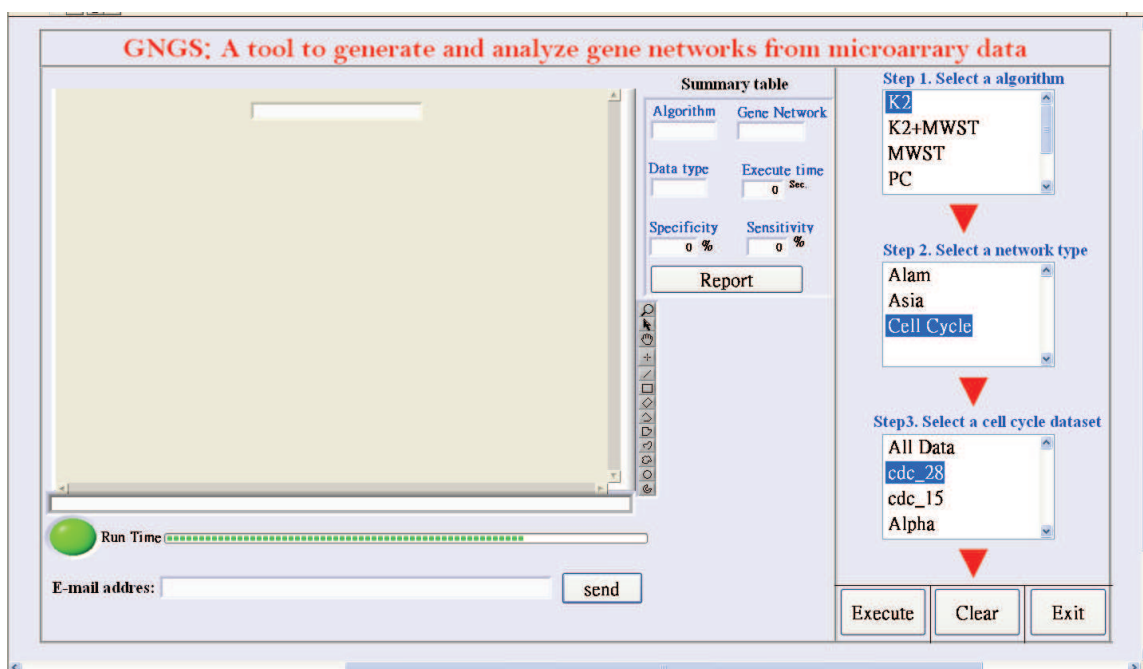 GNGS: A tool to generate and analyze gene networks from microarrary data
Summary table
Algorithm Gene Network
Data type Execute time
0 Sec.
Specificity Sensitivity
0 % 0 %
Report
Step 1. Select a algorithm
K2
K2+MWST
MWST
PC
Step 2. Select a network type
Alam
Asia
Cell Cycle
Step3. Select a cell cycle dataset
All Data
cdc_28
cdc_15
Alpha
Run Time
E-mail addres: send
Execute Clear Exit